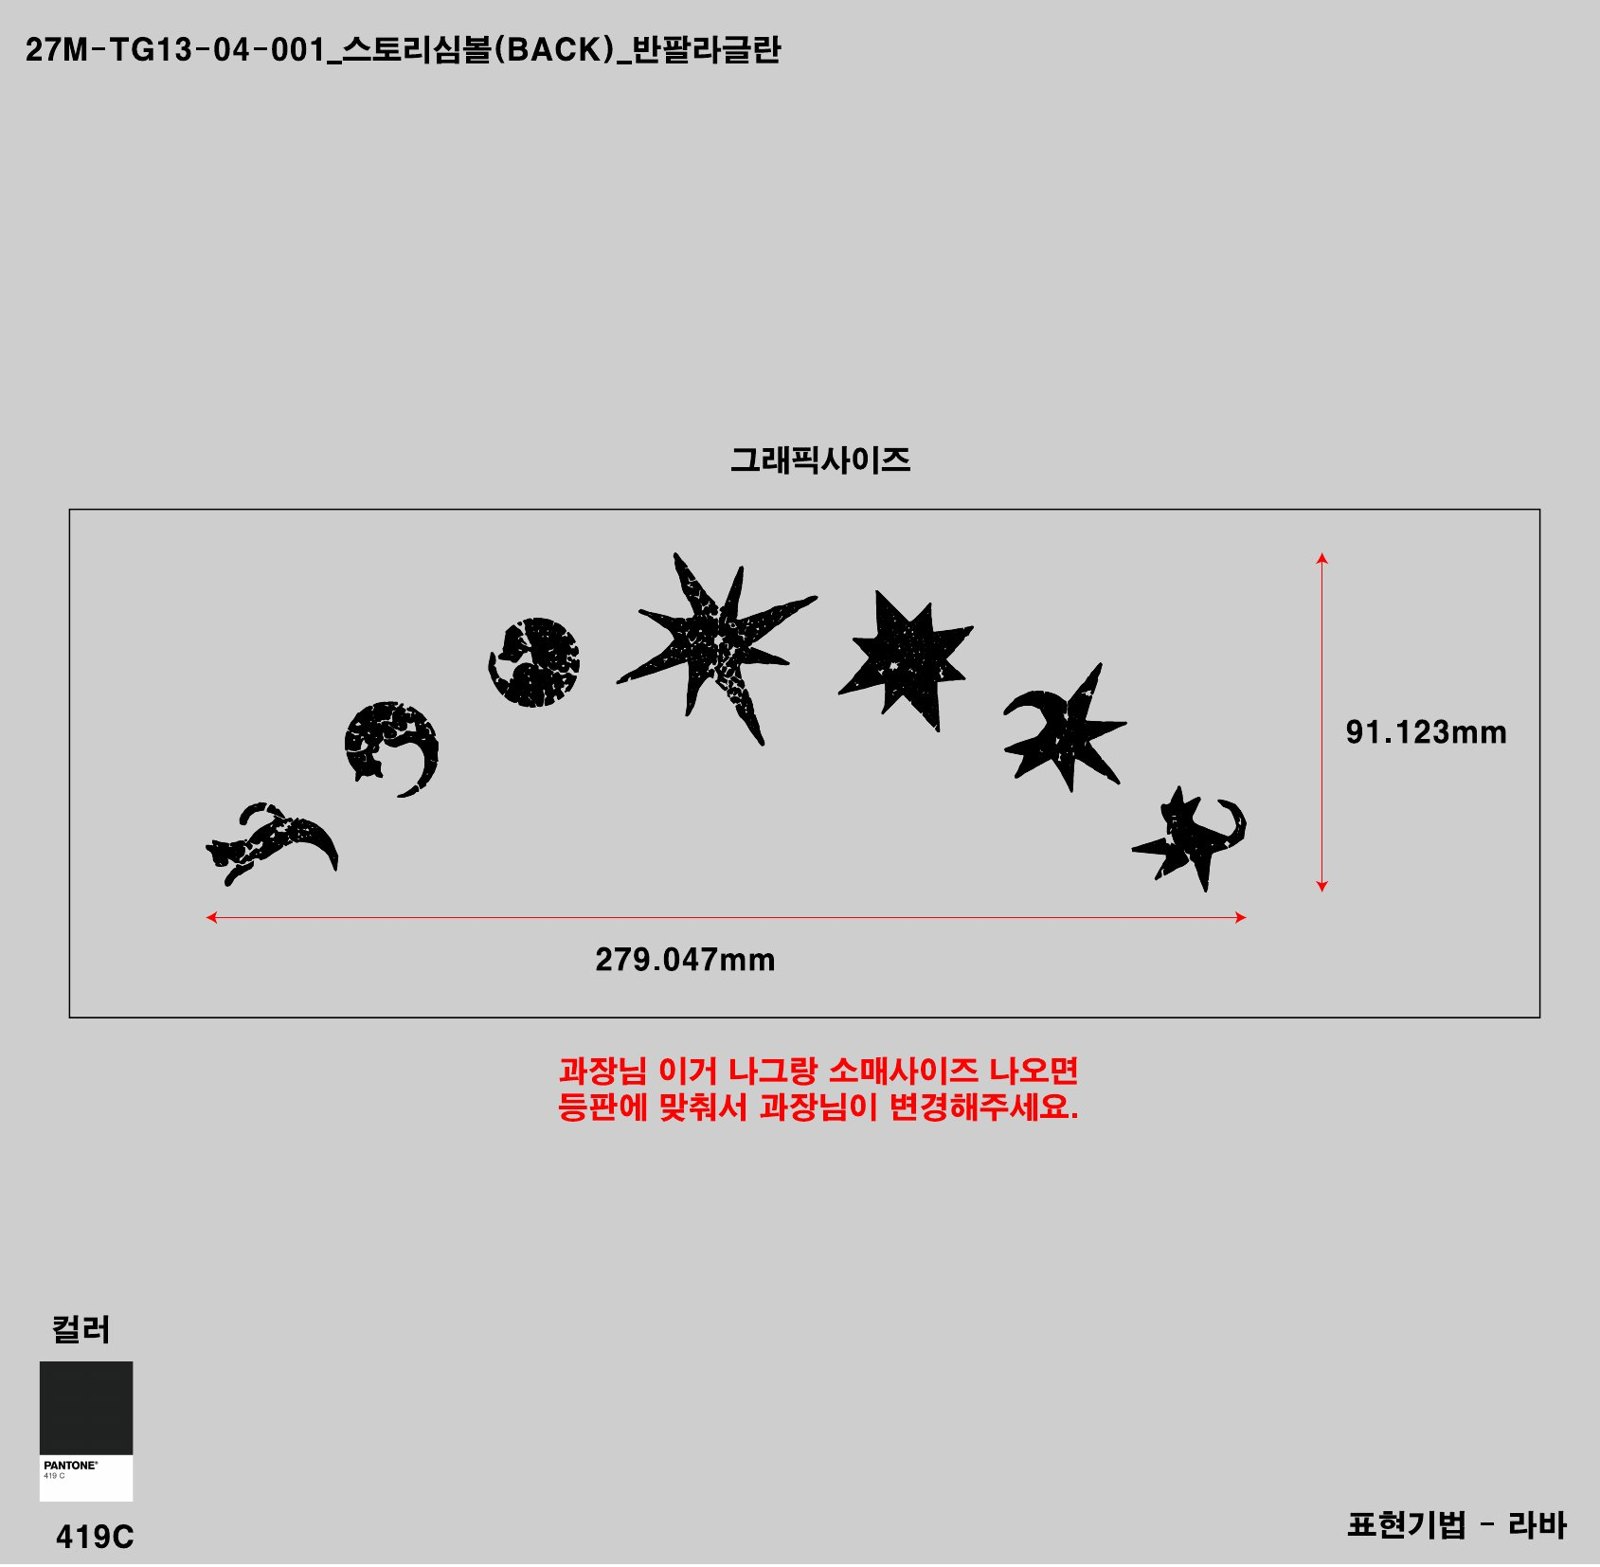 27M-TG13-04-001_스토리심볼(BACK)_반팔라글란
그래픽사이즈
91.123mm
279.047mm
과장님 이거 나그랑 소매사이즈 나오면
등판에 맞춰서 과장님이 변경해주세요.
컬러
PANTONE®
419 C
419C
표현기법 - 라바